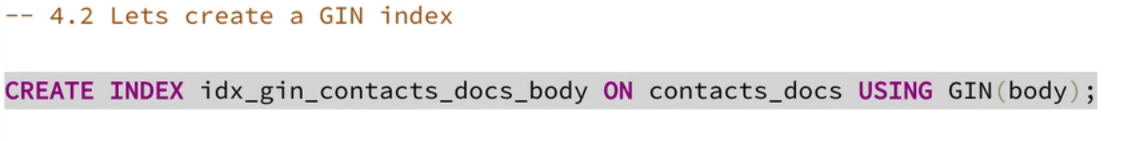 -- 4.2 Lets create a GIN index
CREATE INDEX idx_gin_contacts_docs_body ON contacts_docs USING GIN(body);